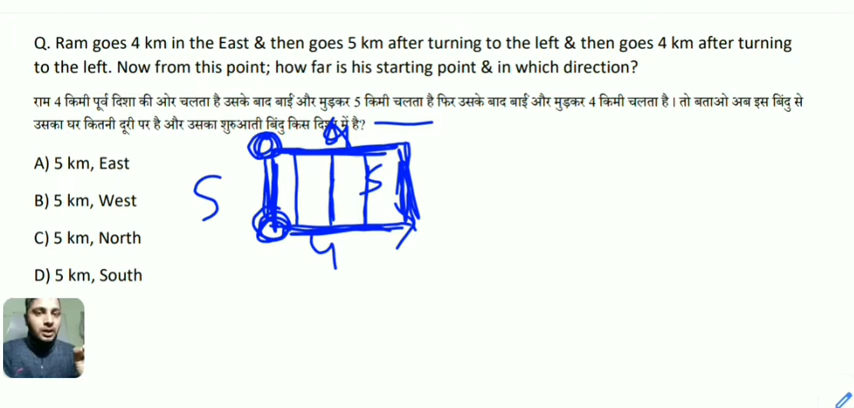 Q. Ram goes 4 km in the East & then goes 5 km after turning to the left & then goes 4 km after turning
to the left. Now from this point; how far is his starting point & in which direction?
राम 4 किमी पूर्व दिशा की ओर चलता है उसके बाद बाईं ओर मुड़कर 5 किमी चलता है फिर उसके बाद बाईं ओर मुड़कर 4 किमी चलता है। तो बताओ अब इस बिंदु से
उसका घर कितनी दूरी पर है और उसका शुरुआती बिंदु किस में है?
A) 5 km, East
B) 5 km, West
5
5
C) 5 km, North
4
D) 5 km, South